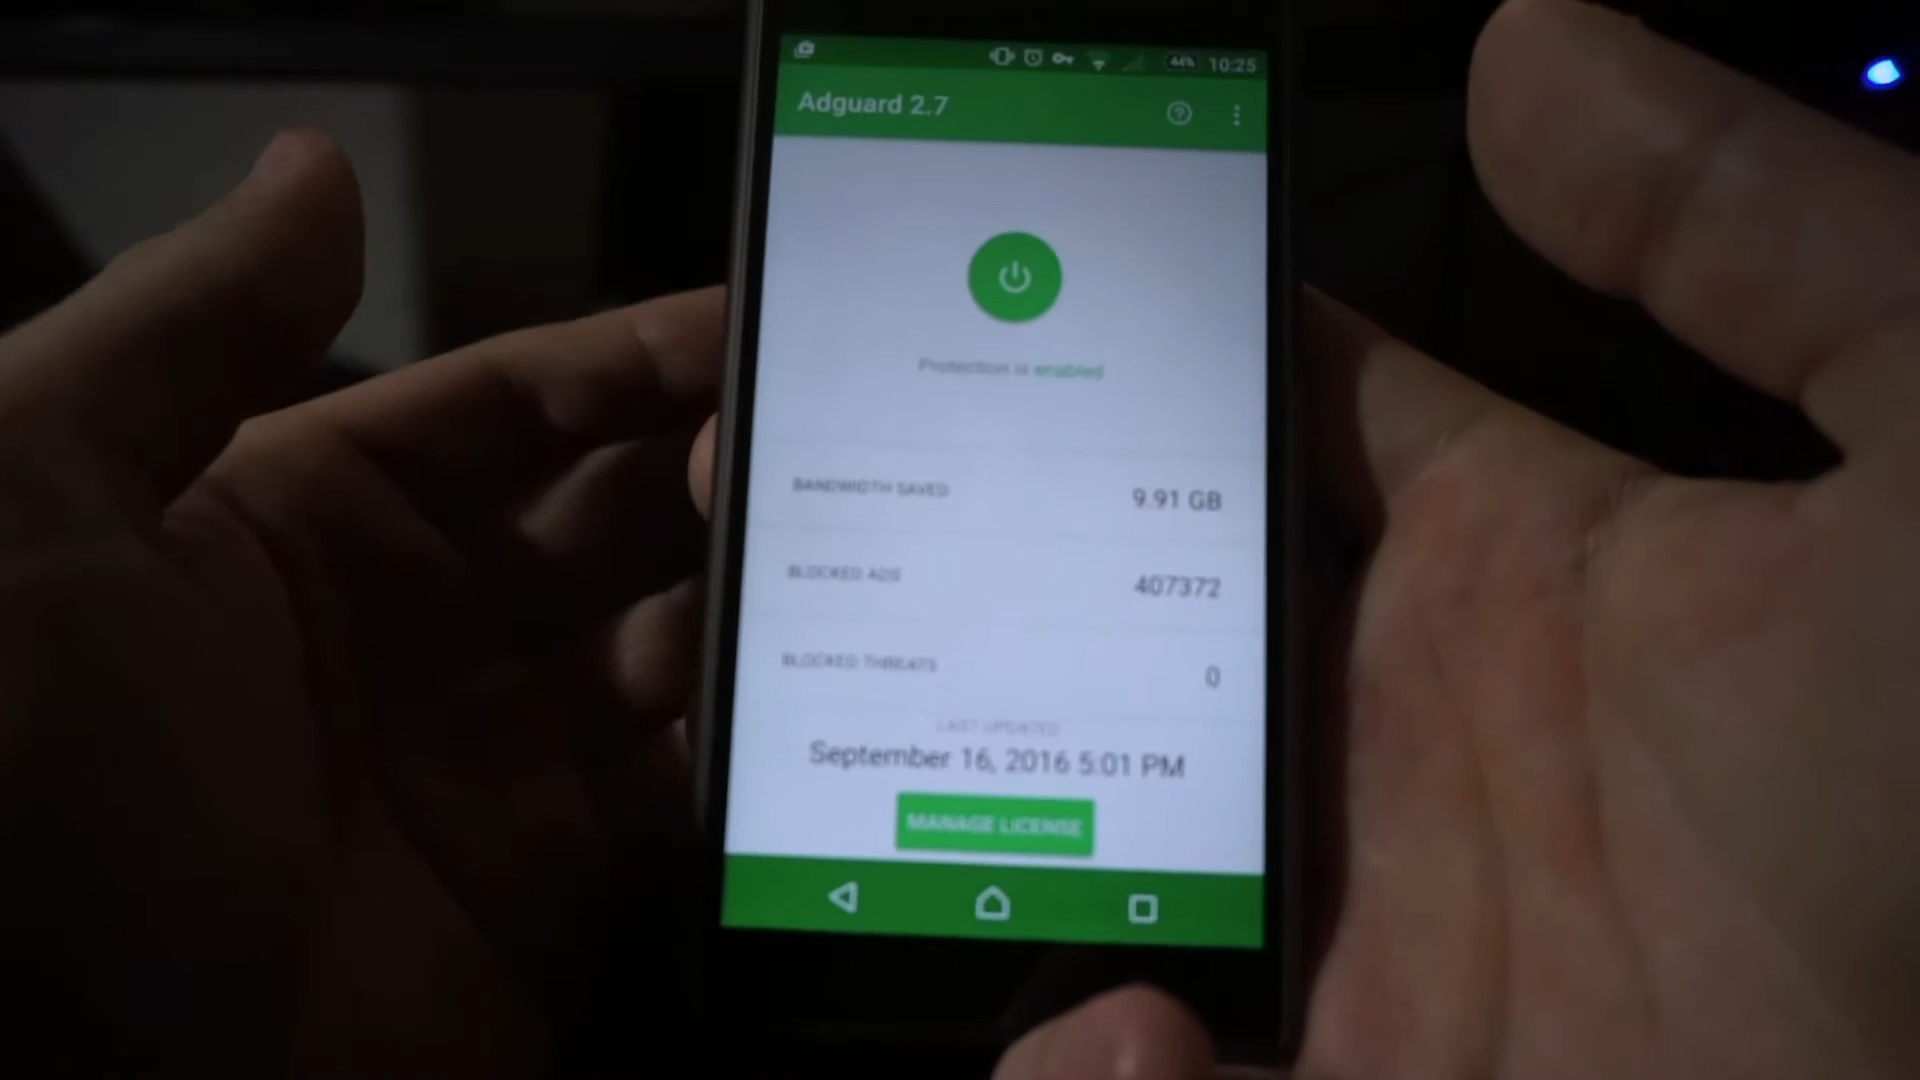 44% 10:25
Adguard 2.7
Protection is enabled
BANDWIDTH SAVED 9.91 GB
BLOCKED ADS 407372
BLOCKED THREATS 0
LAST UPDATED
September 16, 2016 5:01 PM
MANAGE LICENSE